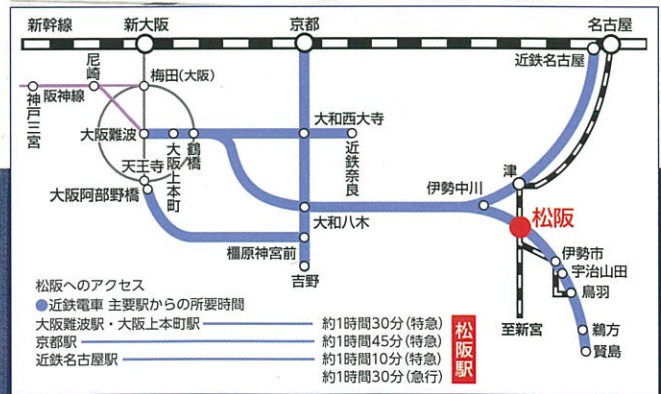 新幹線
新大阪
京都
名古屋
近鉄名古屋
尼崎
梅田(大阪)
阪神線
神戸三宮
大阪難波
大阪上本町
鶴橋
大和西大寺
近鉄奈良
天王寺
大阪阿部野橋
津
伊勢中川
大和八木
松阪
橿原神宮前
吉野
伊勢市
宇治山田
鳥羽
至新宮
鵜方
賢島
松阪へのアクセス
●近鉄電車 主要駅からの所要時間
大阪難波駅・大阪上本町駅 約1時間30分(特急)
京都駅 約1時間45分(特急)
近鉄名古屋駅 約1時間10分(特急)
約1時間30分(急行)
松阪駅